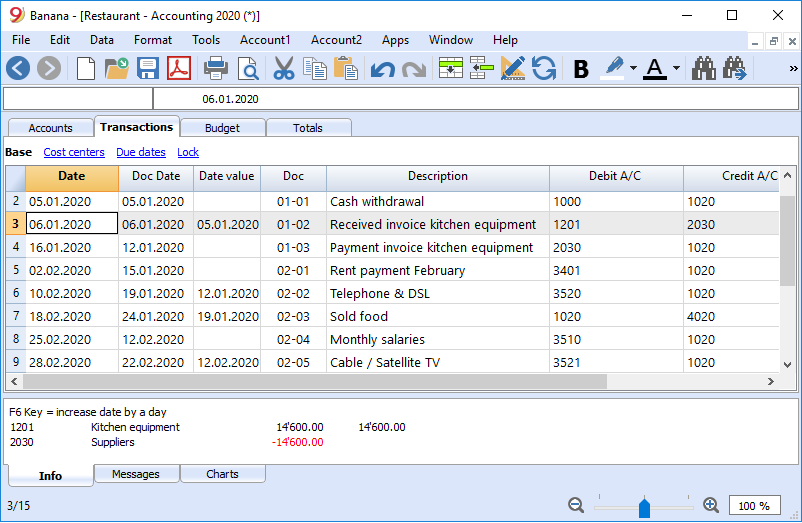 Banana - [Restaurant - Accounting 2020 (*)]
File Edit Data Format Tools Account1 Account2 Apps Window Help
B A »
06.01.2020
Accounts Transactions Budget Totals
Base Cost centers Due dates Lock
Date Doc Date Date value Doc Description Debit A/C Credit A/C
2 05.01.2020 05.01.2020 01-01 Cash withdrawal 1000 1020
3 06.01.2020 06.01.2020 05.01.2020 01-02 Received invoice kitchen equipment 1201 2030
4 16.01.2020 12.01.2020 01-03 Payment invoice kitchen equipment 2030 1020
5 02.02.2020 15.01.2020 02-01 Rent payment February 3401 1020
6 10.02.2020 19.01.2020 12.01.2020 02-02 Telephone & DSL 3520 1020
7 18.02.2020 24.01.2020 19.01.2020 02-03 Sold food 1020 4020
8 25.02.2020 12.02.2020 02-04 Monthly salaries 3510 1020
9 28.02.2020 22.02.2020 12.02.2020 02-05 Cable / Satellite TV 3521 1020
F6 Key = increase date by a day
1201 Kitchen equipment 14'600.00 14'600.00
2030 Suppliers -14'600.00
Info Messages Charts
3/15 100 %